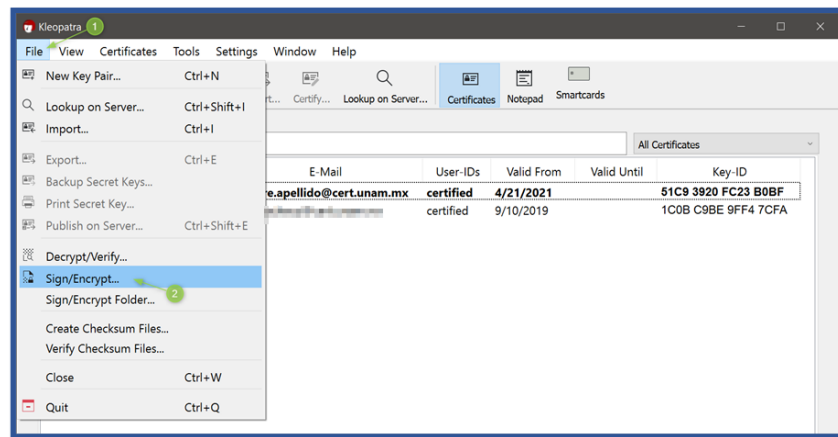 Kleopatra 1
File View Certificates Tools Settings Window Help
New Key Pair... Ctrl+N
Lookup on Server... Ctrl+Shift+I
Import... Ctrl+I
Export... Ctrl+E
Backup Secret Keys...
Print Secret Key...
Publish on Server... Ctrl+Shift+E
Decrypt/Verify...
Sign/Encrypt...
2
Sign/Encrypt Folder...
Create Checksum Files...
Verify Checksum Files...
Close Ctrl+W
Quit Ctrl+Q
rt... Certify... Lookup on Server... Certificates Notepad Smartcards
All Certificates
E-Mail User-IDs Valid From Valid Until Key-ID
re.apellido@cert.unam.mx certified 4/21/2021 51C9 3920 FC23 B0BF
certified 9/10/2019 1C0B C9BE 9FF4 7CFA